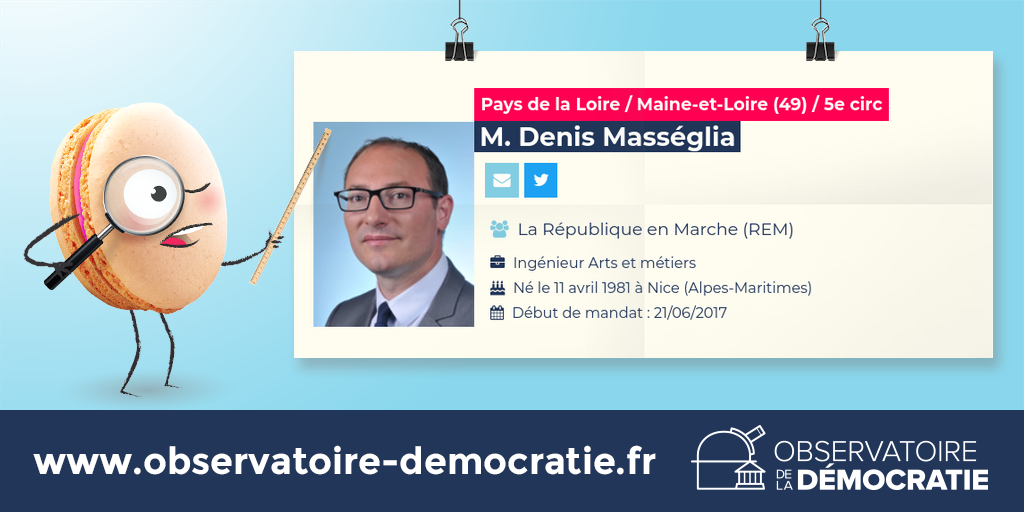 Pays de la Loire / Maine-et-Loire (49) / 5e circ
M. Denis Masséglia
La République en Marche (REM)
Ingénieur Arts et métiers
Né le 11 avril 1981 à Nice (Alpes-Maritimes)
Début de mandat : 21/06/2017
www.observatoire-democratie.fr
OBSERVATOIRE
DE LA DÉMOCRATIE